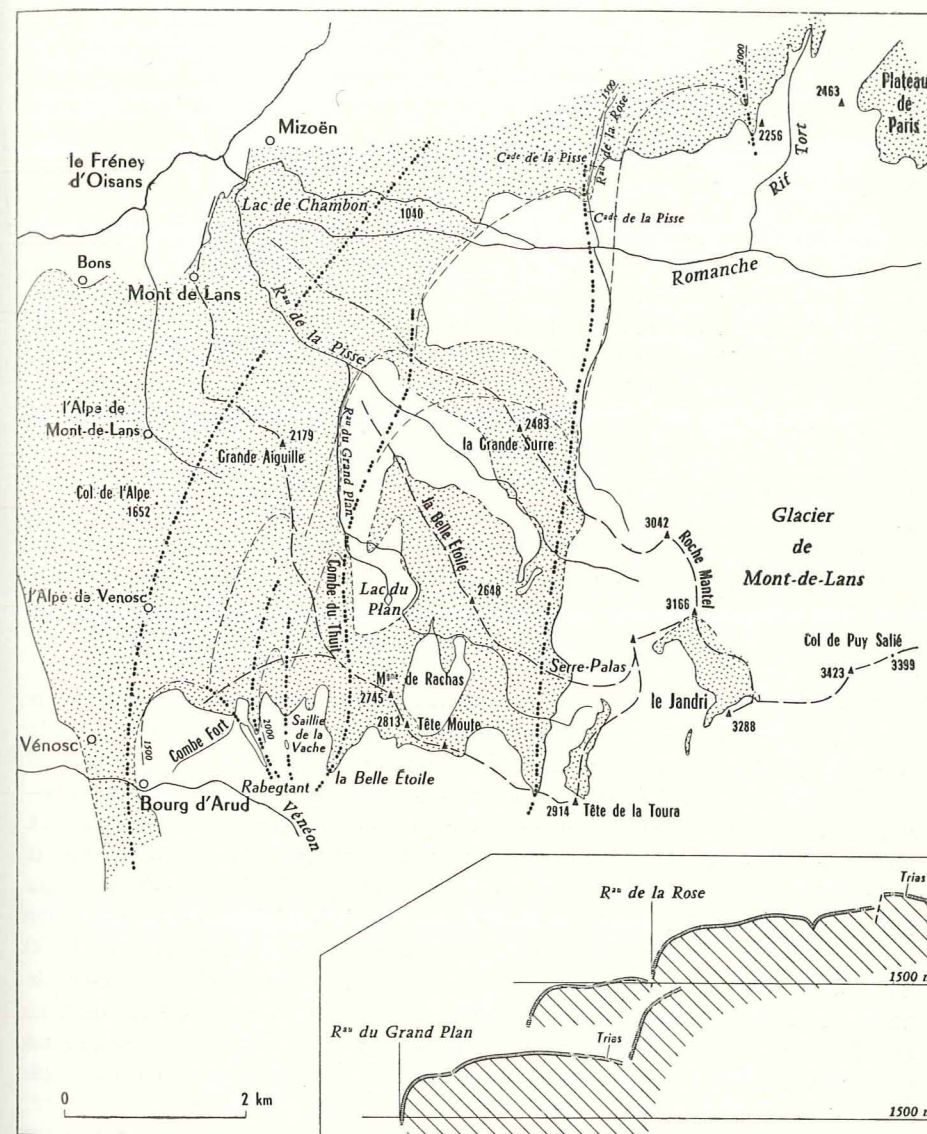 Mizoën
le Fréney
d'Oisans
Lac de Chambon
1040
Cade de la Pisse
1500
Rau de la Rose
Cade de la Pisse
2000
2256
2463
Rif Tort
Plateau
de
Paris
Romanche
Bons
Mont de Lans
Rau de la Pisse
l'Alpe de
Mont-de-Lans
2179
Grande Aiguille
Rau du Grand Plan
2483
la Grande Surre
Col de l'Alpe
1652
la Belle Etoile
3042
Roche Mantel
Glacier
de
Mont-de-Lans
Combe du Thuit
Lac du
Plan
2648
l'Alpe de Venosc
3166
Serre-Palas
Col de Puy Salié
3423
3399
Mgne de Rachas
2745
le Jandri
3288
2813
Tête Moute
Saillie
de la
Vache
2000
Vénosc
1500
Combe Fort
Rabegtant
la Belle Étoile
Bourg d'Arud
Vénéon
2914
Tête de la Toura
Rau de la Rose
Trias
1500 m
Rau du Grand Plan
Trias
1500 m
0
2 km